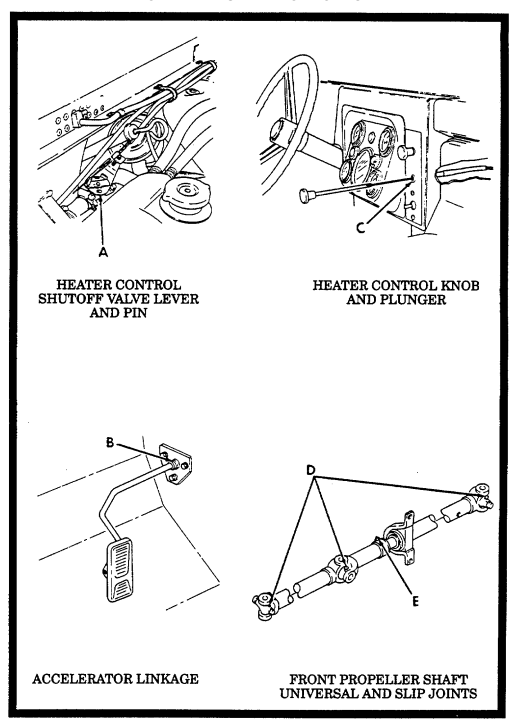 A
C
HEATER CONTROL
SHUTOFF VALVE LEVER
AND PIN
HEATER CONTROL KNOB
AND PLUNGER
B
D
E
ACCELERATOR LINKAGE
FRONT PROPELLER SHAFT
UNIVERSAL AND SLIP JOINTS